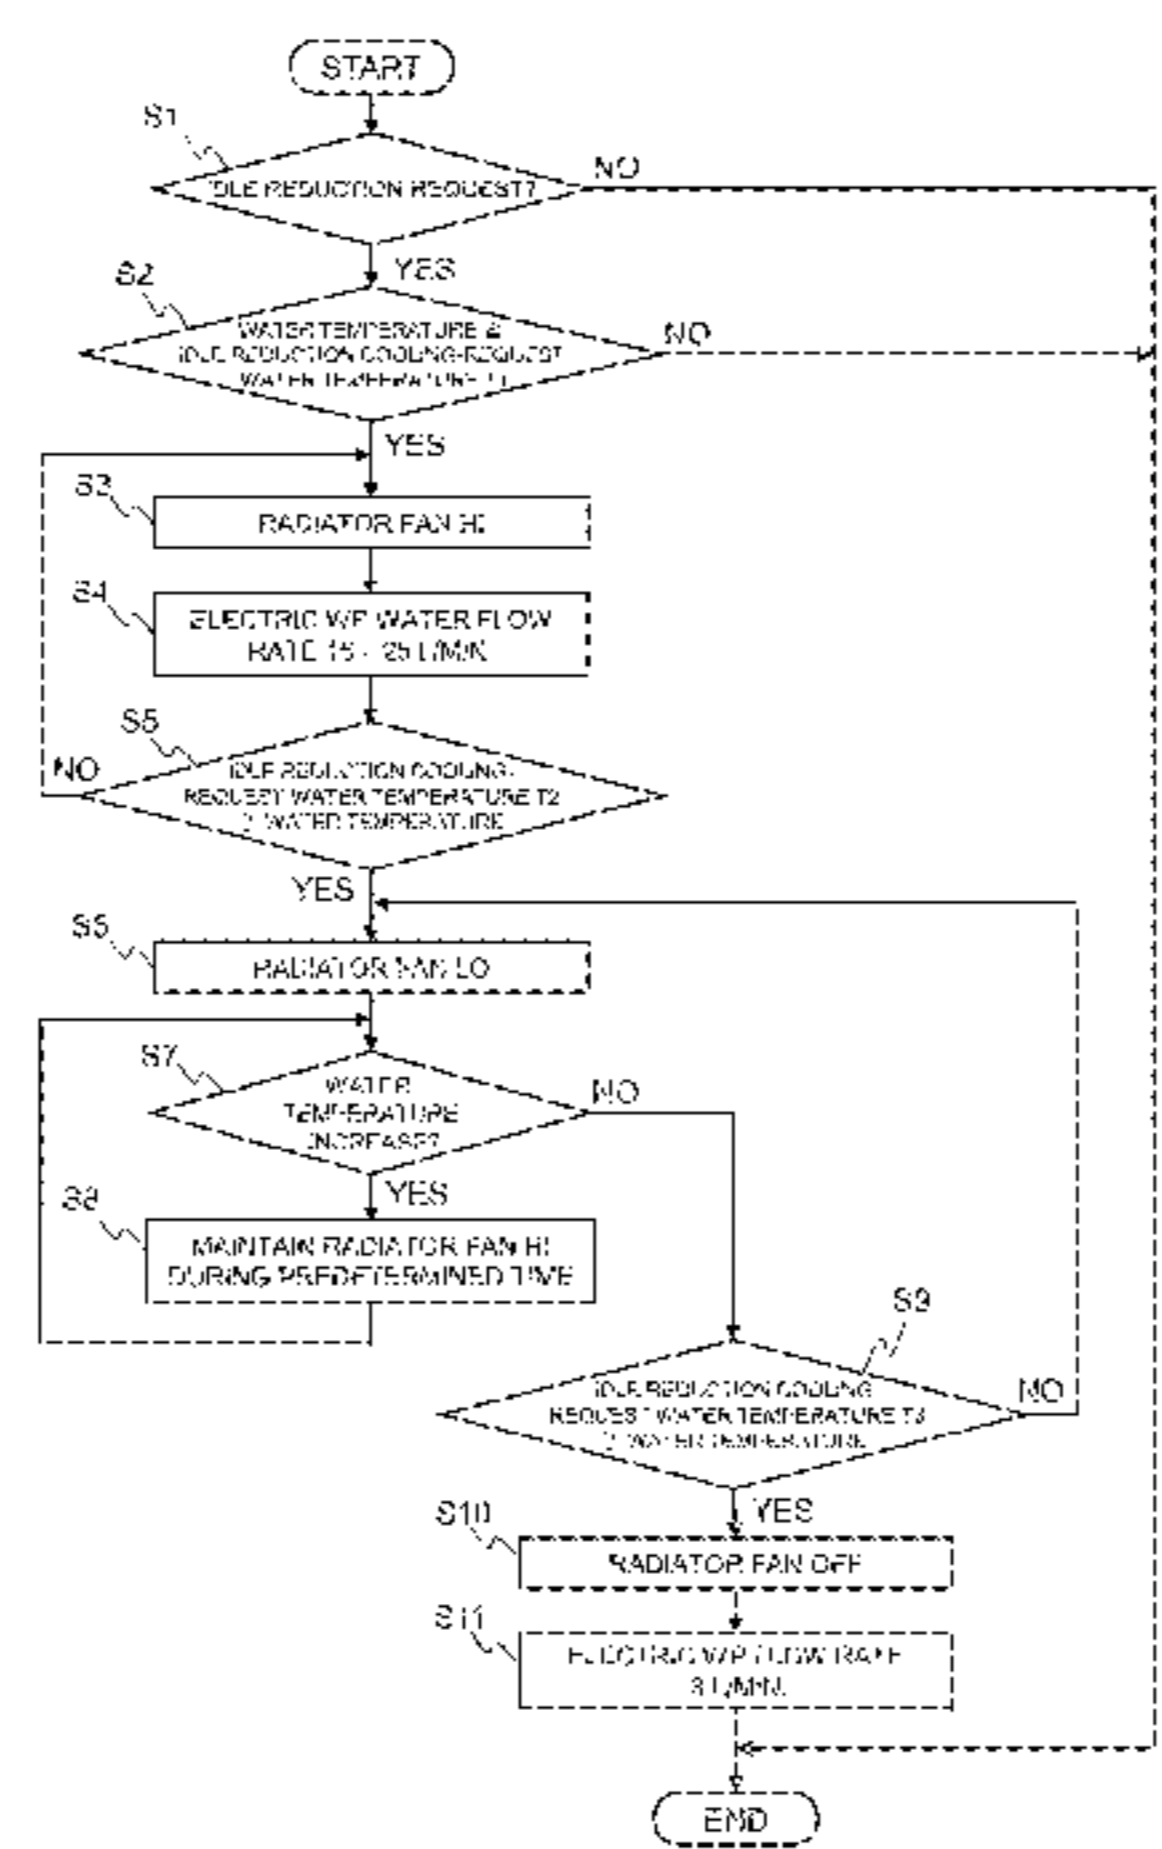 START
S1
IDLE REDUCTION REQUEST?
NO
YES
S2
WATER TEMPERATURE
IDLE REDUCTION COOLING-REQUEST
WATER TEMPERATURE T1
NO
YES
S3
RADIATOR FAN HI
S4
ELECTRIC W/P WATER FLOW
RATE 15 - 25 L/MIN
S5
IDLE REDUCTION COOLING-
REQUEST WATER TEMPERATURE T2
WATER TEMPERATURE
NO
YES
S6
RADIATOR FAN LO
S7
WATER
TEMPERATURE
INCREASE?
NO
YES
S8
MAINTAIN RADIATOR FAN HI
DURING PREDETERMINED TIME
S9
IDLE REDUCTION COOLING
REQUEST WATER TEMPERATURE T3
WATER TEMPERATURE
NO
YES
S10
RADIATOR FAN OFF
S11
ELECTRIC W/P FLOW RATE
3 L/MIN.
END